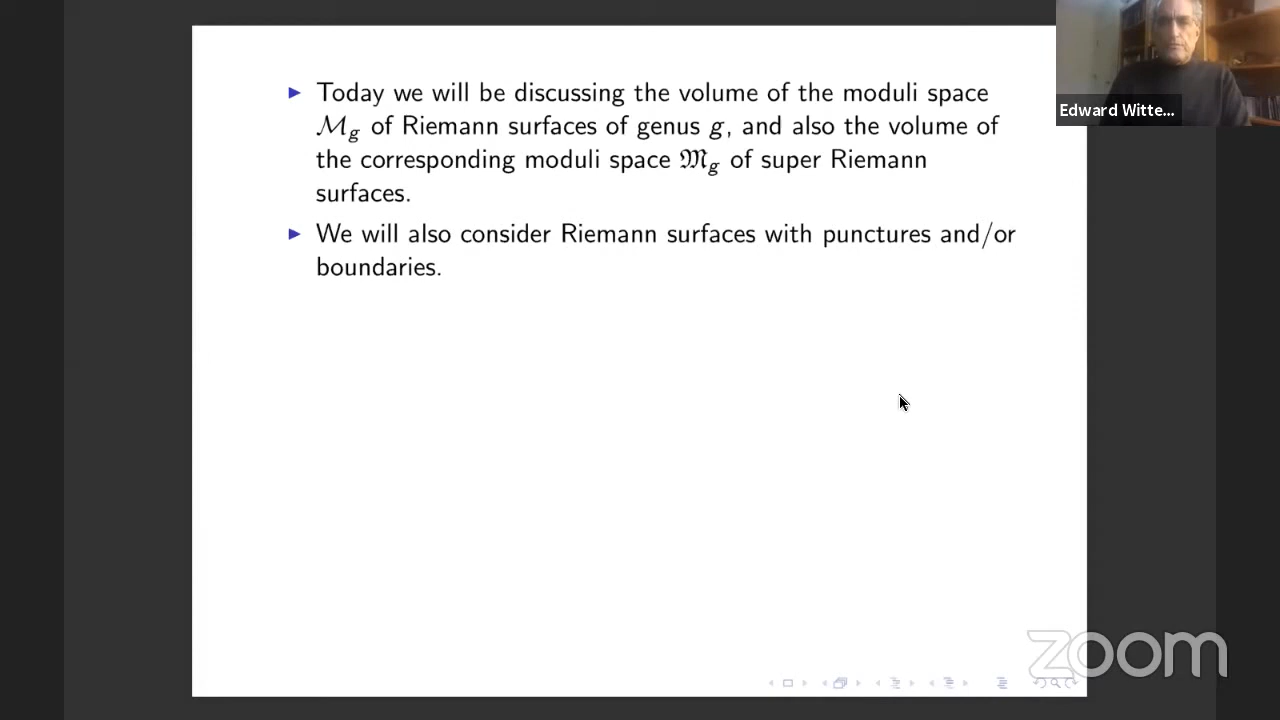 ▶ Today we will be discussing the volume of the moduli space
ℳg of Riemann surfaces of genus g, and also the volume of
the corresponding moduli space 𝔐g of super Riemann
surfaces.
▶ We will also consider Riemann surfaces with punctures and/or
boundaries.
Edward Witte...
zoom